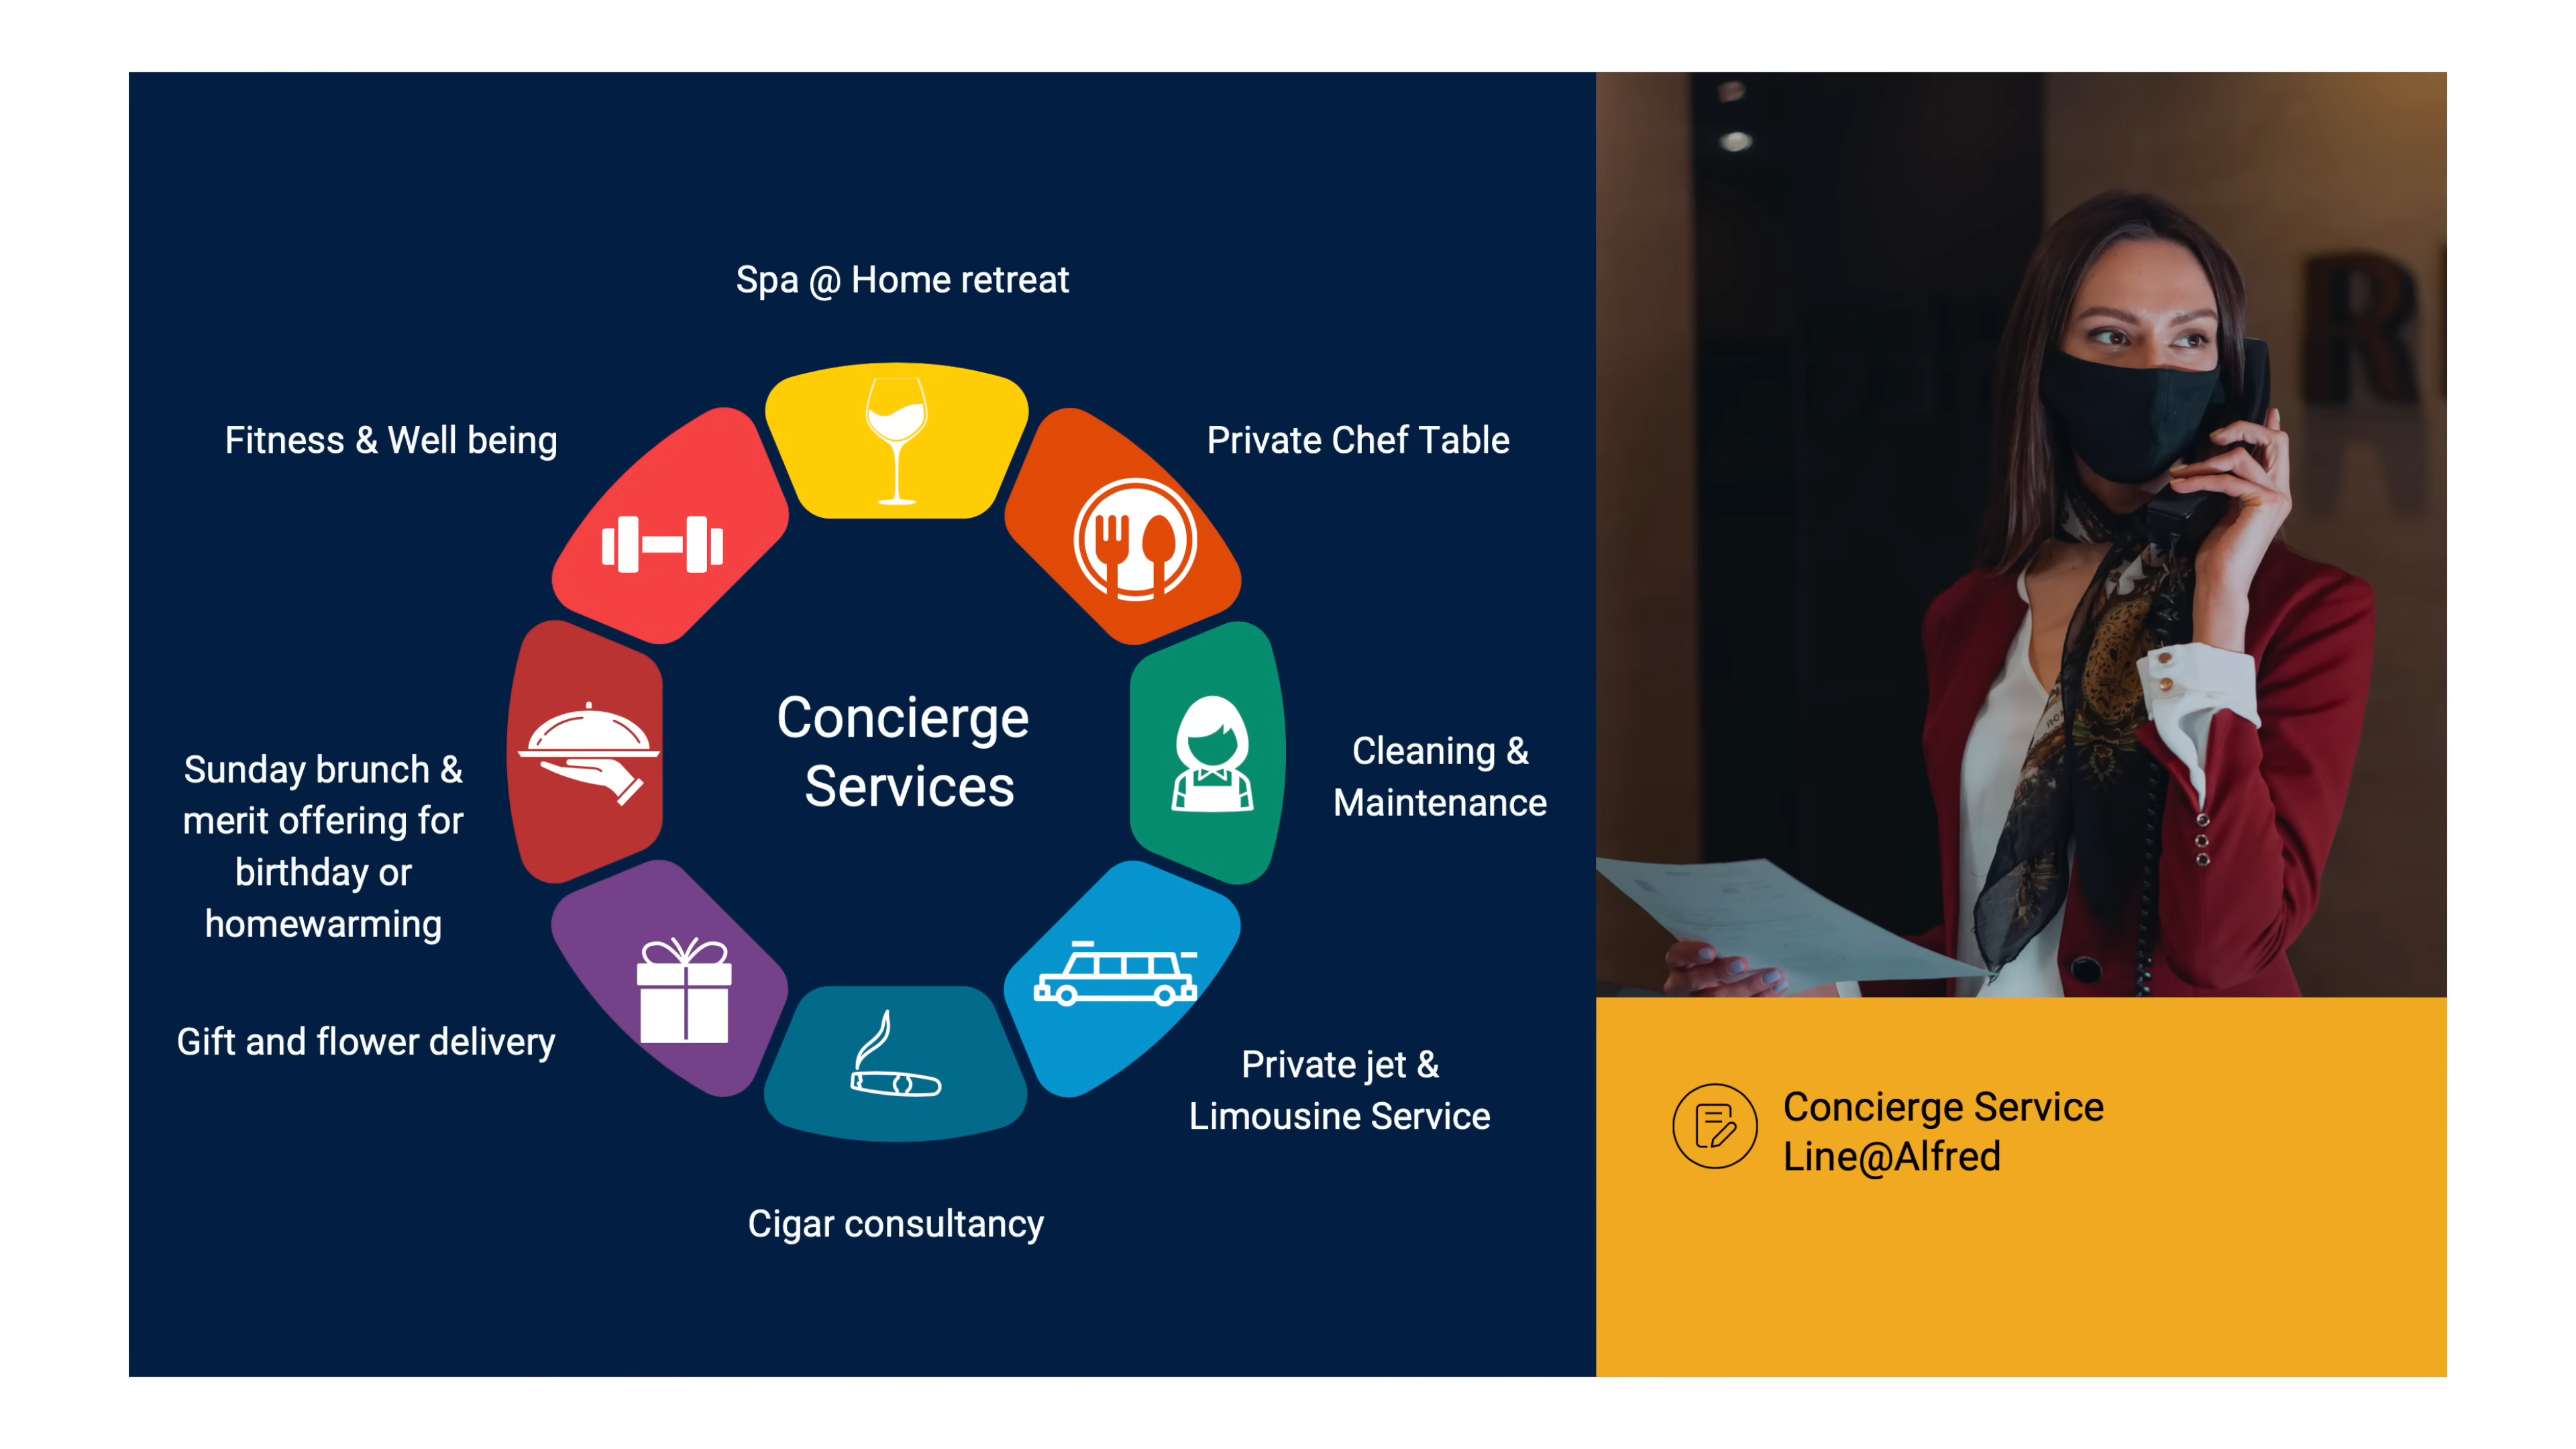 Spa @ Home retreat
Fitness & Well being
Private Chef Table
Concierge
Services
Cleaning &
Maintenance
Sunday brunch &
merit offering for
birthday or
homewarming
Gift and flower delivery
Private jet &
Limousine Service
Cigar consultancy
R
Concierge Service
Line@Alfred